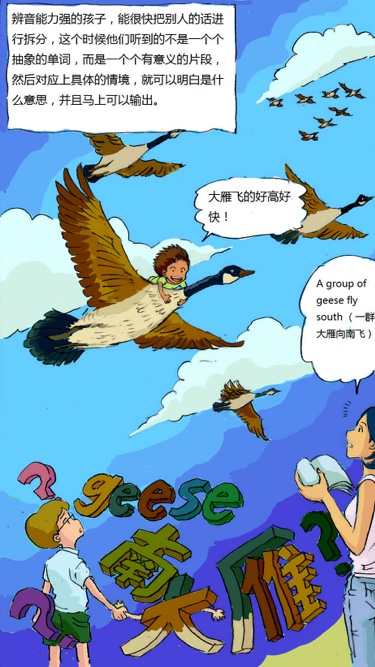 辨音能力强的孩子，能很快把别人的话进
行拆分，这个时候他们听到的不是一个个
抽象的单词，而是一个个有意义的片段，
然后对应上具体的情境，就可以明白是什
么意思，并且马上可以输出。
大雁飞的好高好
快！
A group of
geese fly
south（一群
大雁向南飞）
?
geese
?
?
大雁